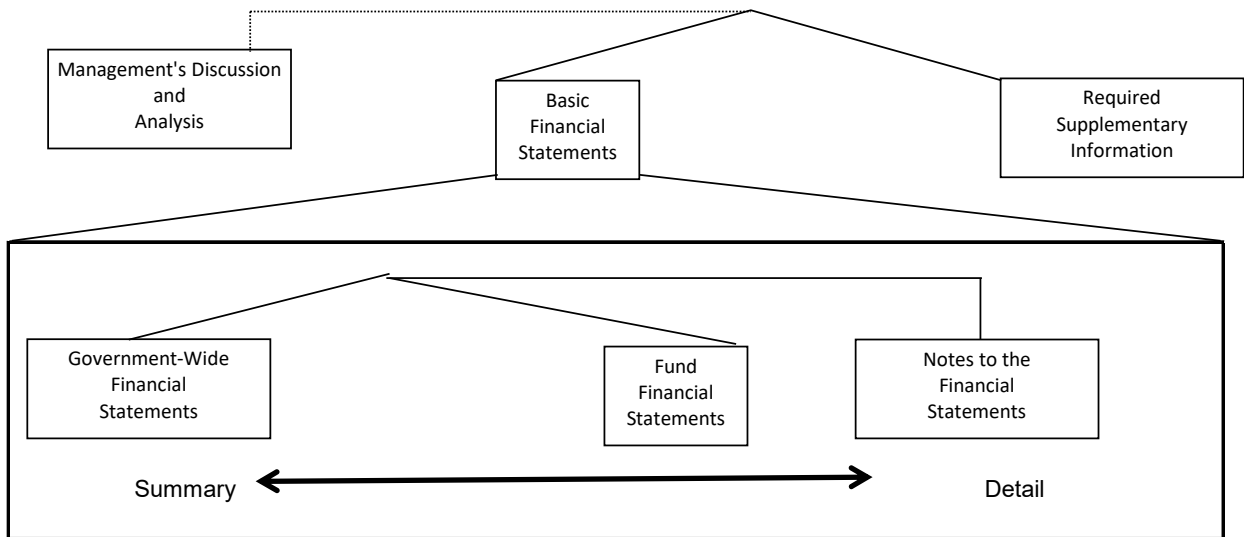 Management's Discussion
and
Analysis
Basic
Financial
Statements
Required
Supplementary
Information
Government-Wide
Financial
Statements
Fund
Financial
Statements
Notes to the
Financial
Statements
Summary
Detail